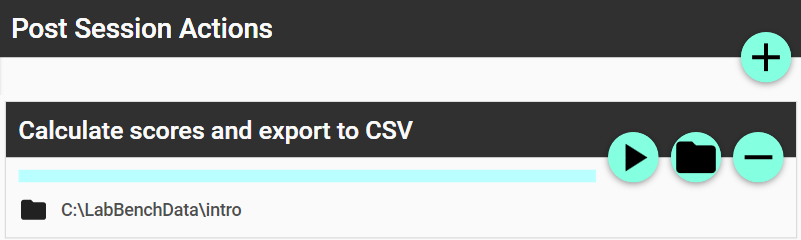 Post Session Actions
Calculate scores and export to CSV
C:\LabBenchData\intro